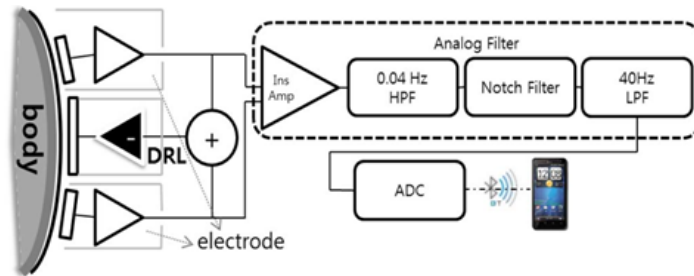 body
DRL
electrode
Analog Filter
Ins
Amp
0.04 Hz
HPF
Notch Filter
40Hz
LPF
ADC
BT